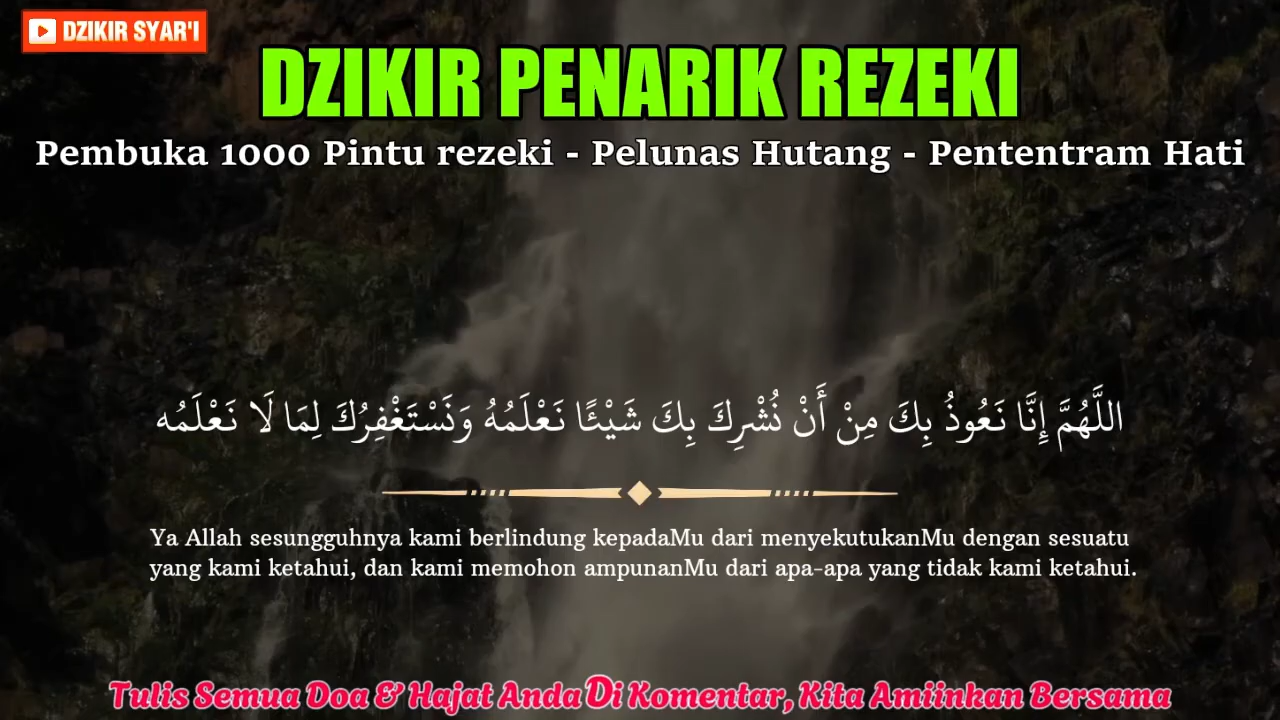 DZIKIR SYAR'I
DZIKIR PENARIK REZEKI
Pembuka 1000 Pintu rezeki - Pelunas Hutang - Pententram Hati
اللَّهُمَّ إِنَّا نَعُوذُ بِكَ مِنْ أَنْ نُشْرِكَ بِكَ شَيْئًا نَعْلَمُهُ وَنَسْتَغْفِرُكَ لِمَا لَا نَعْلَمُه
Ya Allah sesungguhnya kami berlindung kepadaMu dari menyekutukanMu dengan sesuatu
yang kami ketahui, dan kami memohon ampunanMu dari apa-apa yang tidak kami ketahui.
Tulis Semua Doa & Hajat Anda Di Komentar, Kita Amiinkan Bersama